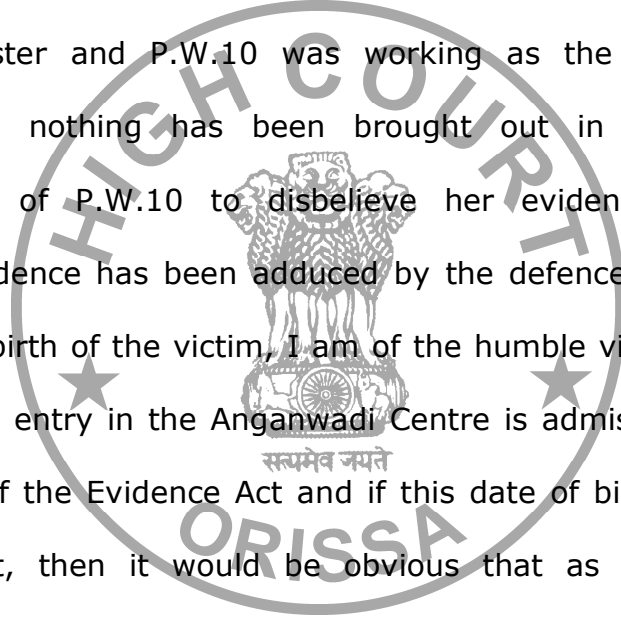 ster and P.W.10 was working as the
nothing has been brought out in
of P.W.10 to disbelieve her eviden
dence has been adduced by the defence
birth of the victim, I am of the humble vi
entry in the Anganwadi Centre is admis
f the Evidence Act and if this date of bi
t, then it would be obvious that as
HIGH COURT
सत्यमेव जयते
ORISSA